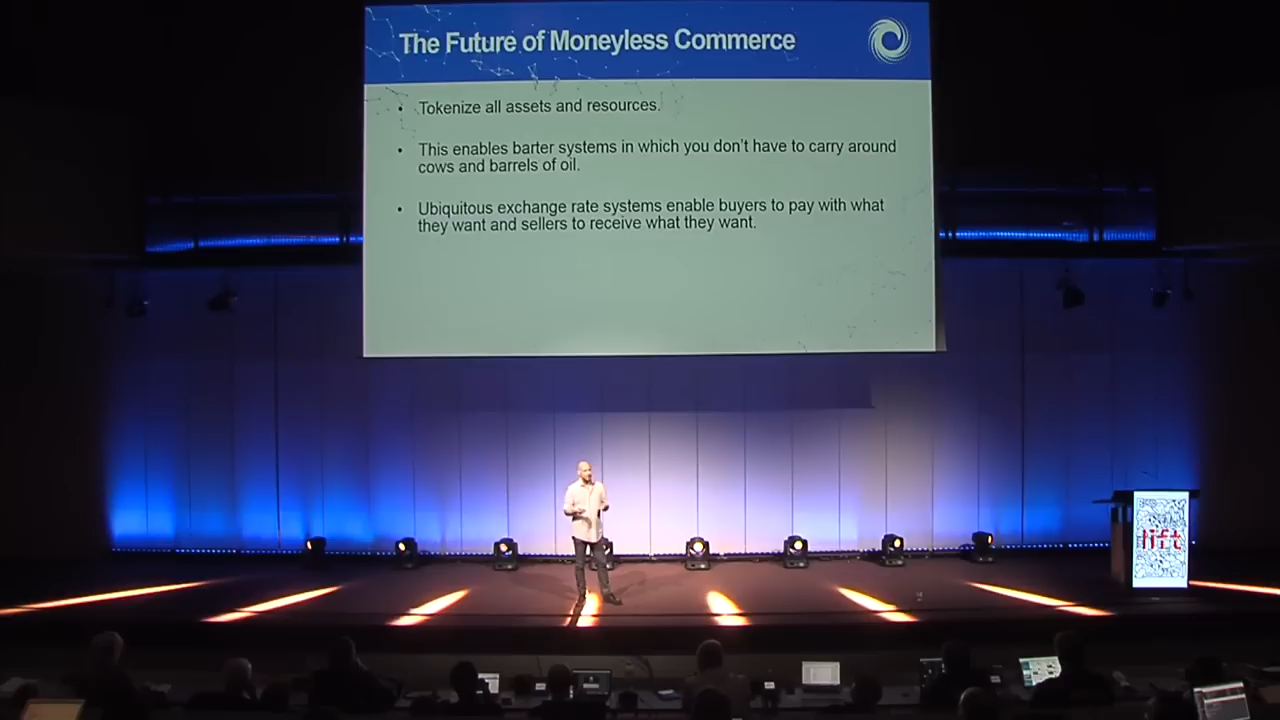 The Future of Moneyless Commerce
• Tokenize all assets and resources.
• This enables barter systems in which you don't have to carry around
cows and barrels of oil.
• Ubiquitous exchange rate systems enable buyers to pay with what
they want and sellers to receive what they want.
lift